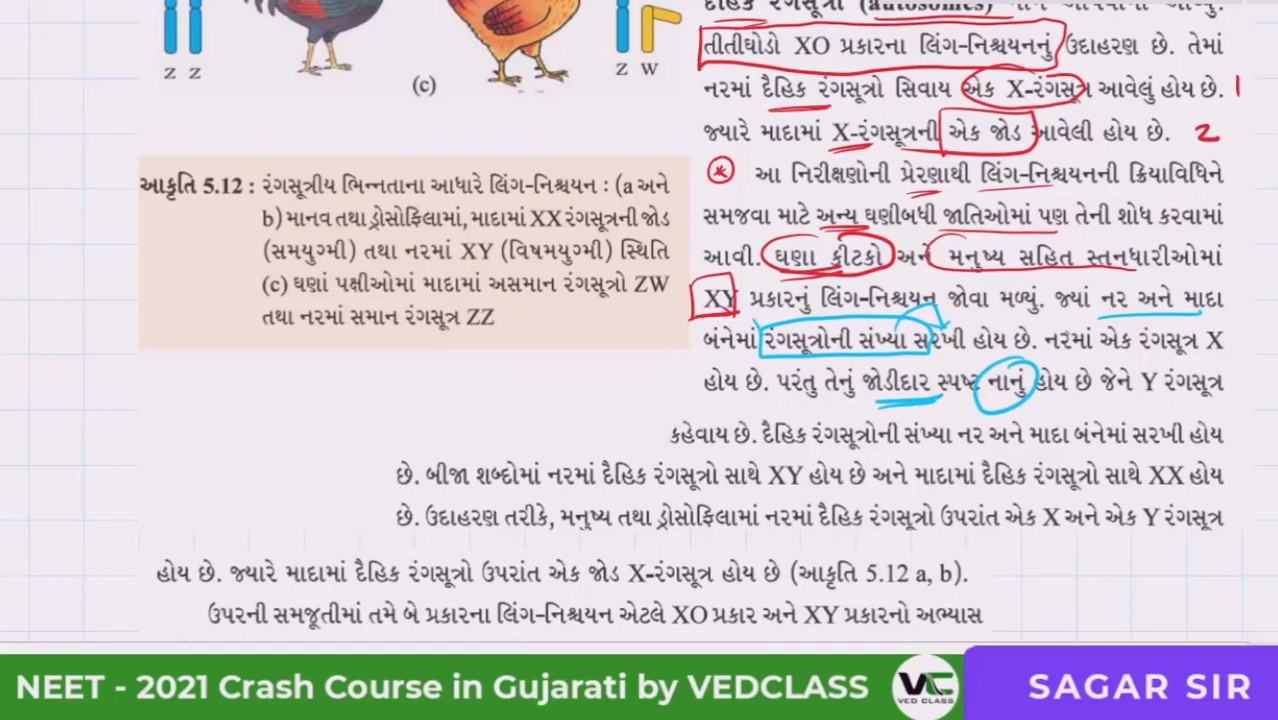 દૈહિક રંગસૂત્રો (autosomes) નામ આપવામાં આવ્યું.
તીતીઘોડો XO પ્રકારના લિંગ-નિશ્ચયનનું ઉદાહરણ છે. તેમાં
નરમાં દૈહિક રંગસૂત્રો સિવાય એક X-રંગસૂત્ર આવેલું હોય છે. 1
જ્યારે માદામાં X-રંગસૂત્રની એક જોડ આવેલી હોય છે. 2
આ નિરીક્ષણોની પ્રેરણાથી લિંગ-નિશ્ચયનની ક્રિયાવિધિને
સમજવા માટે અન્ય ઘણીબધી જાતિઓમાં પણ તેની શોધ કરવામાં
આવી. ઘણા કીટકો અને મનુષ્ય સહિત સ્તનધારીઓમાં
XY પ્રકારનું લિંગ-નિશ્ચયન જોવા મળ્યું. જ્યાં નર અને માદા
બંનેમાં રંગસૂત્રોની સંખ્યા સરખી હોય છે. નરમાં એક રંગસૂત્ર X
હોય છે. પરંતુ તેનું જોડીદાર સ્પષ્ટ નાનું હોય છે જેને Y રંગસૂત્ર
કહેવાય છે. દૈહિક રંગસૂત્રોની સંખ્યા નર અને માદા બંનેમાં સરખી હોય
છે. બીજા શબ્દોમાં નરમાં દૈહિક રંગસૂત્રો સાથે XY હોય છે અને માદામાં દૈહિક રંગસૂત્રો સાથે XX હોય
છે. ઉદાહરણ તરીકે, મનુષ્ય તથા ડ્રોસોફિલામાં નરમાં દૈહિક રંગસૂત્રો ઉપરાંત એક X અને એક Y રંગસૂત્ર
હોય છે. જ્યારે માદામાં દૈહિક રંગસૂત્રો ઉપરાંત એક જોડ X-રંગસૂત્ર હોય છે (આકૃતિ 5.12 a, b).
ઉપરની સમજૂતીમાં તમે બે પ્રકારના લિંગ-નિશ્ચયન એટલે XO પ્રકાર અને XY પ્રકારનો અભ્યાસ
Z Z
(c)
Z W
આકૃતિ 5.12 : રંગસૂત્રીય ભિન્નતાના આધારે લિંગ-નિશ્ચયન : (a અને
b) માનવ તથા ડ્રોસોફિલામાં, માદામાં XX રંગસૂત્રની જોડ
(સમયુગ્મી) તથા નરમાં XY (વિષમયુગ્મી) સ્થિતિ
(c) ઘણાં પક્ષીઓમાં માદામાં અસમાન રંગસૂત્રો ZW
તથા નરમાં સમાન રંગસૂત્ર ZZ
NEET - 2021 Crash Course in Gujarati by VEDCLASS
VC
VED CLASS
SAGAR SIR